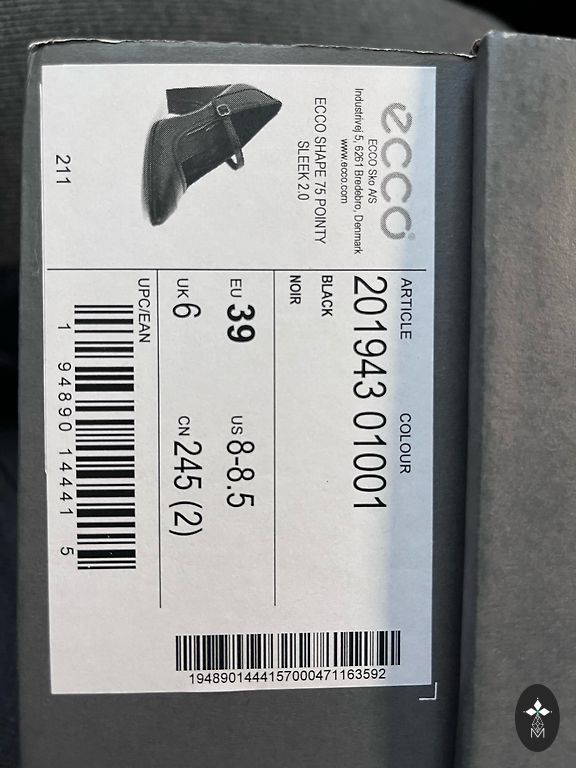 ecco
ECCO Sko A/S
Industrivej 5, 6261 Bredebro, Denmark
www.ecco.com
ECCO SHAPE 75 POINTY
SLEEK 2.0
211
ARTICLE COLOUR
201943 01001
BLACK
NOIR
EU 39 US 8-8.5
UK 6 CN 245 (2)
UPC/EAN
1 94890 14441 5
1948901444157000471163592
M